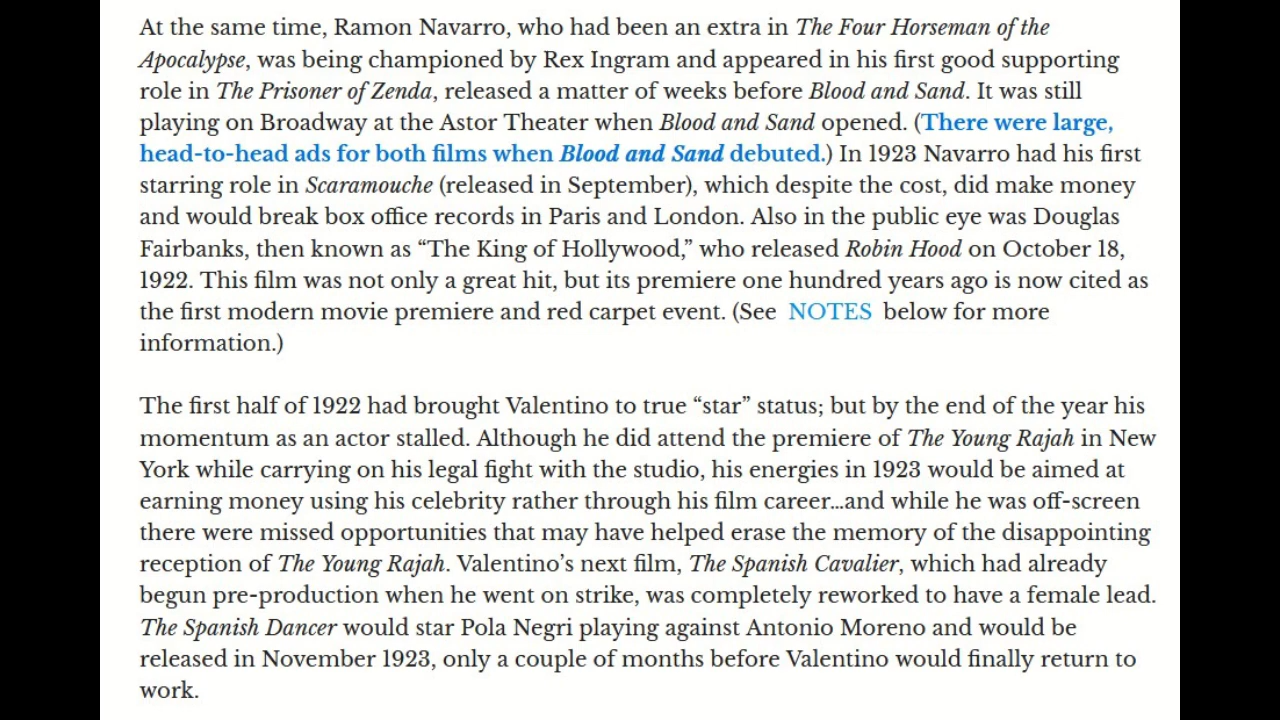 At the same time, Ramon Navarro, who had been an extra in The Four Horseman of the
Apocalypse, was being championed by Rex Ingram and appeared in his first good supporting
role in The Prisoner of Zenda, released a matter of weeks before Blood and Sand. It was still
playing on Broadway at the Astor Theater when Blood and Sand opened. (There were large,
head-to-head ads for both films when Blood and Sand debuted.) In 1923 Navarro had his first
starring role in Scaramouche (released in September), which despite the cost, did make money
and would break box office records in Paris and London. Also in the public eye was Douglas
Fairbanks, then known as “The King of Hollywood,” who released Robin Hood on October 18,
1922. This film was not only a great hit, but its premiere one hundred years ago is now cited as
the first modern movie premiere and red carpet event. (See NOTES below for more
information.)
The first half of 1922 had brought Valentino to true “star” status; but by the end of the year his
momentum as an actor stalled. Although he did attend the premiere of The Young Rajah in New
York while carrying on his legal fight with the studio, his energies in 1923 would be aimed at
earning money using his celebrity rather through his film career…and while he was off-screen
there were missed opportunities that may have helped erase the memory of the disappointing
reception of The Young Rajah. Valentino’s next film, The Spanish Cavalier, which had already
begun pre-production when he went on strike, was completely reworked to have a female lead.
The Spanish Dancer would star Pola Negri playing against Antonio Moreno and would be
released in November 1923, only a couple of months before Valentino would finally return to
work.